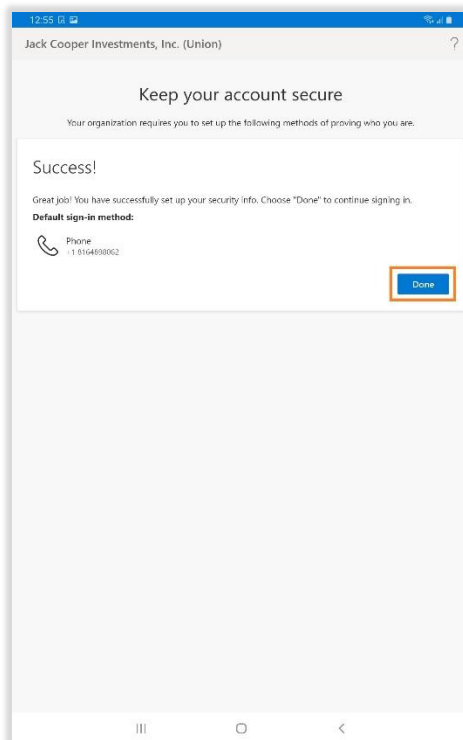 12:55
Jack Cooper Investments, Inc. (Union)
?
Keep your account secure
Your organization requires you to set up the following methods of proving who you are.
Success!
Great job! You have successfully set up your security info. Choose "Done" to continue signing in.
Default sign-in method:
Phone
+1 8164898062
Done